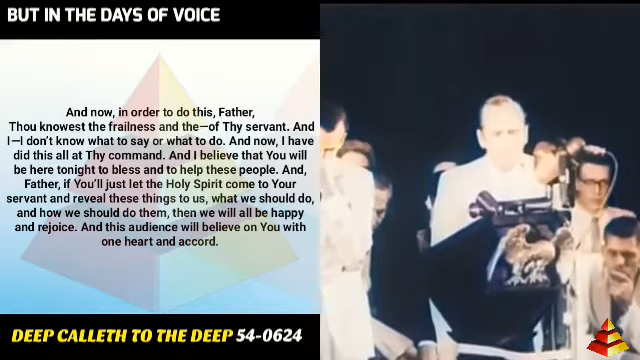 BUT IN THE DAYS OF VOICE
And now, in order to do this, Father,
Thou knowest the frailness and the—of Thy servant. And
I—I don't know what to say or what to do. And now, I have
did this all at Thy command. And I believe that You will
be here tonight to bless and to help these people. And,
Father, if You'll just let the Holy Spirit come to Your
servant and reveal these things to us, what we should do,
and how we should do them, then we will all be happy
and rejoice. And this audience will believe on You with
one heart and accord.
DEEP CALLETH TO THE DEEP 54-0624